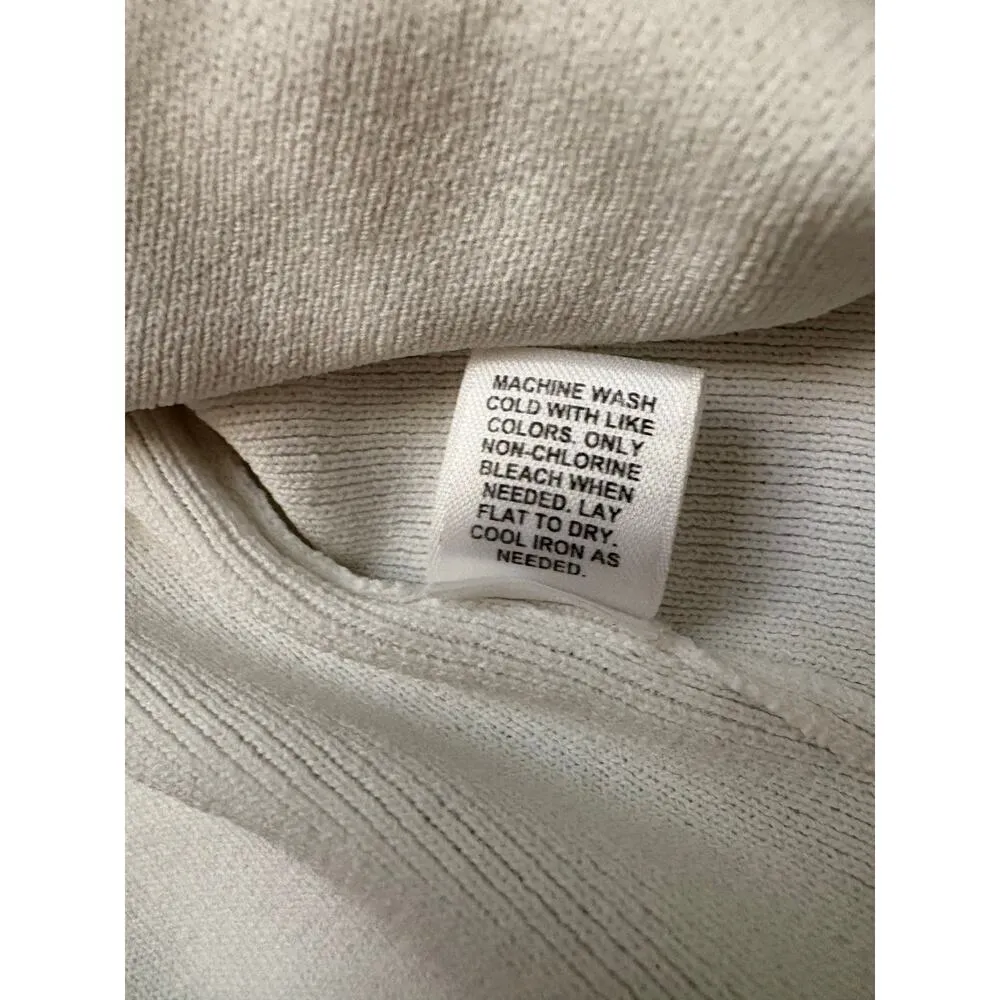 MACHINE WASH
COLD WITH LIKE
COLORS. ONLY
NON-CHLORINE
BLEACH WHEN
NEEDED. LAY
FLAT TO DRY.
COOL IRON AS
NEEDED.